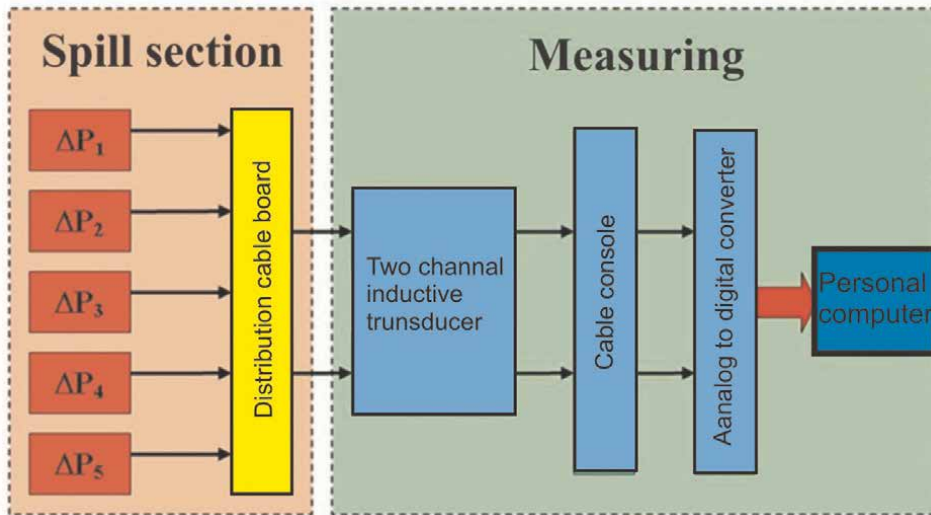 Spill section
ΔP₁
ΔP₂
ΔP₃
ΔP₄
ΔP₅
Distribution cable board
Measuring
Two channal
inductive
trunsducer
Cable console
Aanalog to digital converter
Personal
computer